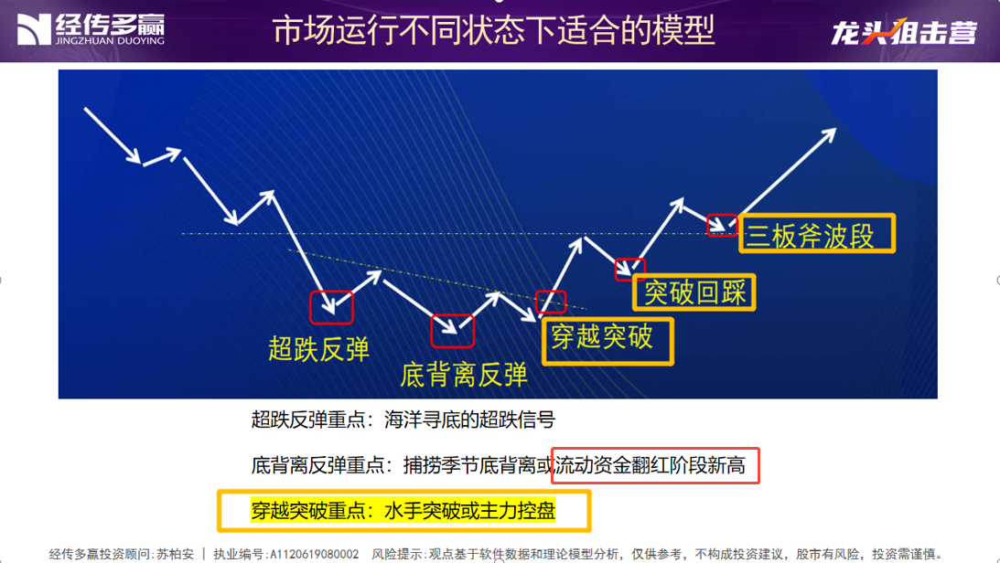 经传多赢
JINGZHUAN DUOYING
市场运行不同状态下适合的模型
龙头狙击营
三板斧波段
突破回踩
穿越突破
超跌反弹
底背离反弹
超跌反弹重点：海洋寻底的超跌信号
底背离反弹重点：捕捞季节底背离或流动资金翻红阶段新高
穿越突破重点：水手突破或主力控盘
经传多赢投资顾问:苏柏安 | 执业编号:A1120619080002 风险提示:观点基于软件数据和理论模型分析，仅供参考，不构成投资建议，股市有风险，投资需谨慎。